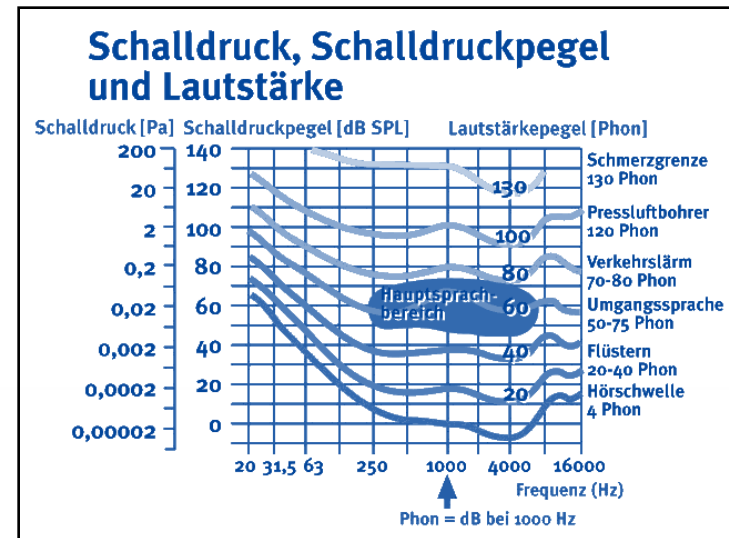 Schalldruck, Schalldruckpegel
und Lautstärke
Schalldruck [Pa] Schalldruckpegel [dB SPL] Lautstärkepegel [Phon]
200 140
20 120
2 100
0,2 80
0,02 60
0,002 40
0,0002 20
0,00002 0
130
100
80
60
40
20
Hauptsprach-
bereich
Schmerzgrenze
130 Phon
Pressluftbohrer
120 Phon
Verkehrslärm
70-80 Phon
Umgangssprache
50-75 Phon
Flüstern
20-40 Phon
Hörschwelle
4 Phon
20 31,5 63 250 1000 4000 16000
Frequenz (Hz)
Phon = dB bei 1000 Hz